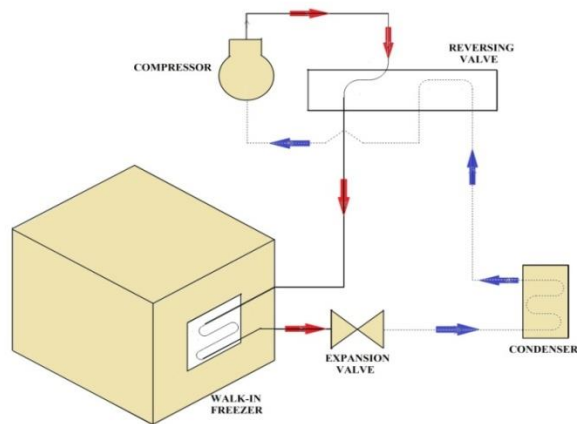 COMPRESSOR
REVERSING
VALVE
EXPANSION
VALVE
CONDENSER
WALK-IN
FREEZER